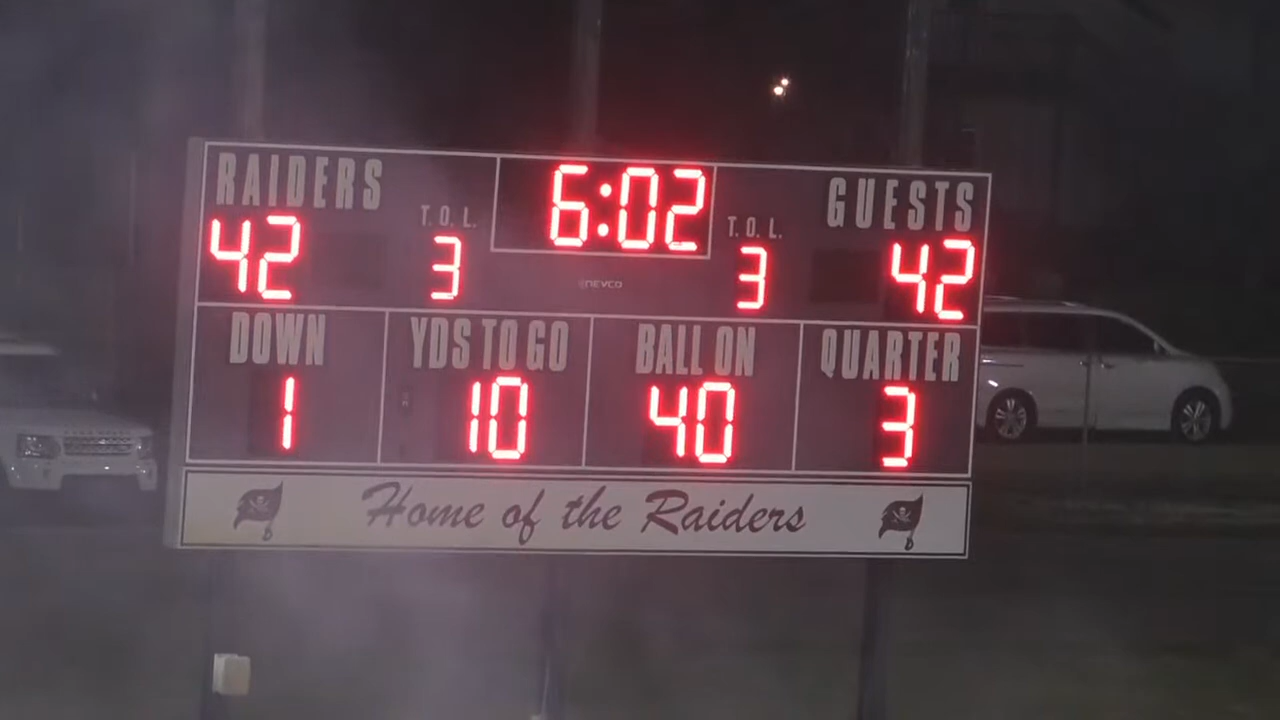 RAIDERS 6:02 GUESTS
T.O.L. T.O.L.
42 3 3 42
NEVCO
DOWN YDS TO GO BALL ON QUARTER
1 10 40 3
Home of the Raiders